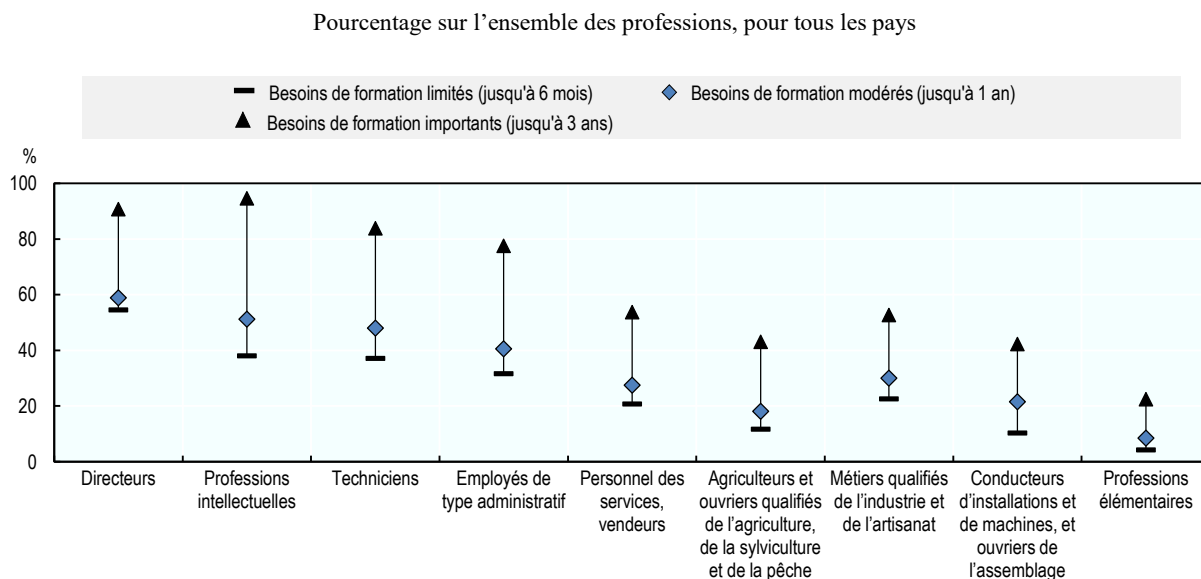 Pourcentage sur l’ensemble des professions, pour tous les pays
Besoins de formation limités (jusqu'à 6 mois)
Besoins de formation modérés (jusqu'à 1 an)
Besoins de formation importants (jusqu'à 3 ans)
%
100
80
60
40
20
0
Directeurs
Professions
intellectuelles
Techniciens
Employés de
type administratif
Personnel des
services,
vendeurs
Agriculteurs et
ouvriers qualifiés
de l’agriculture,
de la sylviculture
et de la pêche
Métiers qualifiés
de l’industrie et
de l’artisanat
Conducteurs
d’installations et
de machines, et
ouvriers de
l’assemblage
Professions
élémentaires